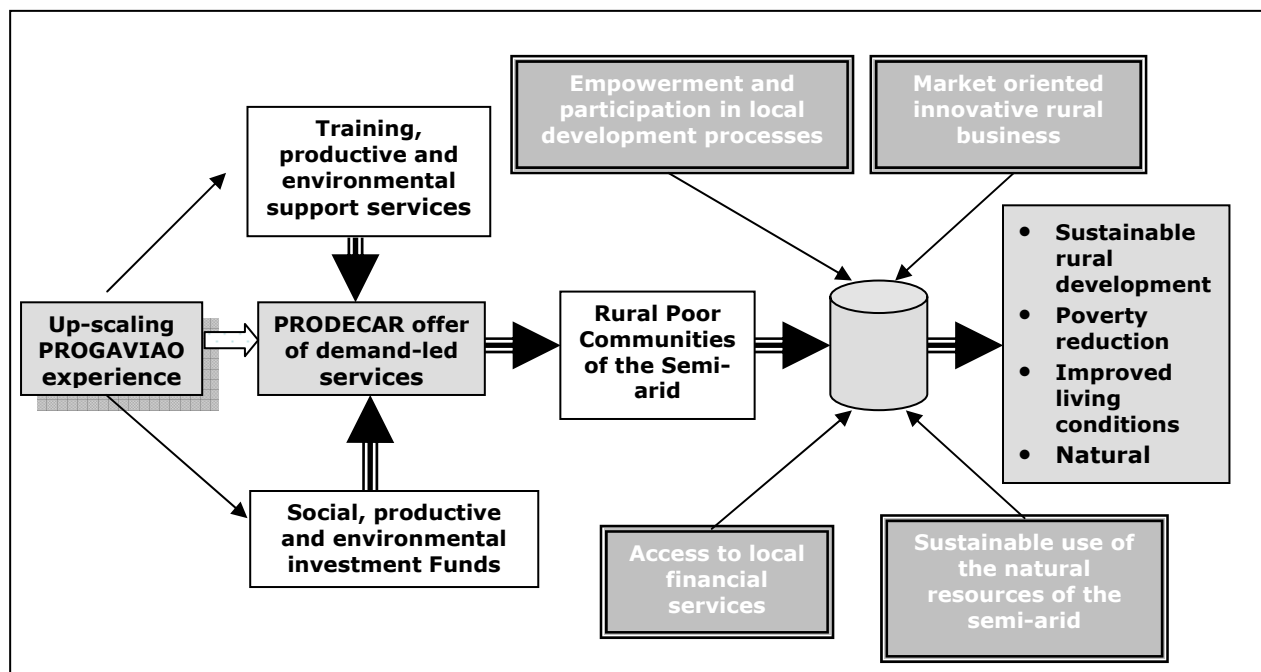 Up-scaling
PROGAVIAO
experience
Training,
productive and
environmental
support services
PRODECAR offer
of demand-led
services
Social, productive
and environmental
investment Funds
Rural Poor
Communities
of the Semi-
arid
Empowerment and
participation in local
development processes
Market oriented
innovative rural
business
Access to local
financial
services
Sustainable use of
the natural
resources of the
semi-arid
• Sustainable
rural
development
• Poverty
reduction
• Improved
living
conditions
• Natural